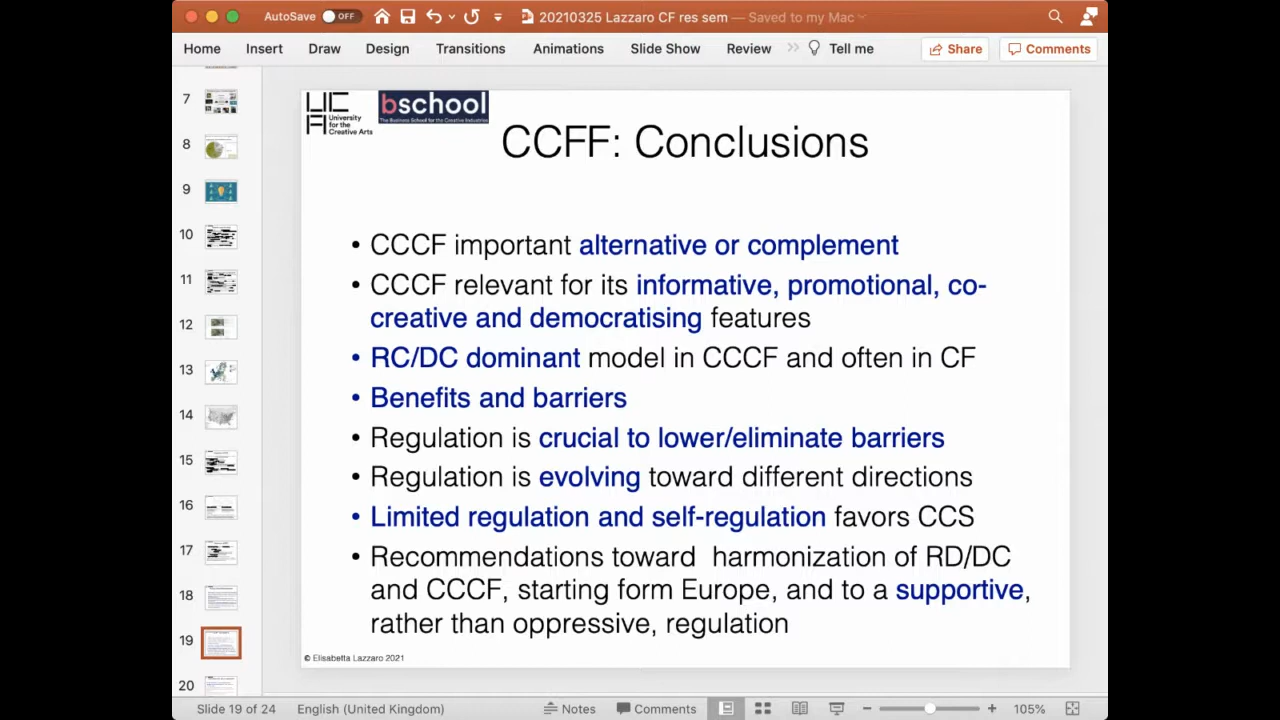 AutoSave OFF 20210325 Lazzaro CF res sem — Saved to my Mac
Home Insert Draw Design Transitions Animations Slide Show Review Tell me Share Comments
7
8
9
10
11
12
13
14
15
16
17
18
19
20
UCA University for the Creative Arts
bschool
The Business School for the Creative Industries
CCFF: Conclusions
• CCCF important alternative or complement
• CCCF relevant for its informative, promotional, co-
creative and democratising features
• RC/DC dominant model in CCCF and often in CF
• Benefits and barriers
• Regulation is crucial to lower/eliminate barriers
• Regulation is evolving toward different directions
• Limited regulation and self-regulation favors CCS
• Recommendations toward harmonization of RD/DC
and CCCF, starting form Europe, and to a supportive,
rather than oppressive, regulation
© Elisabetta Lazzaro 2021
Slide 19 of 24 English (United Kingdom) Notes Comments 105%